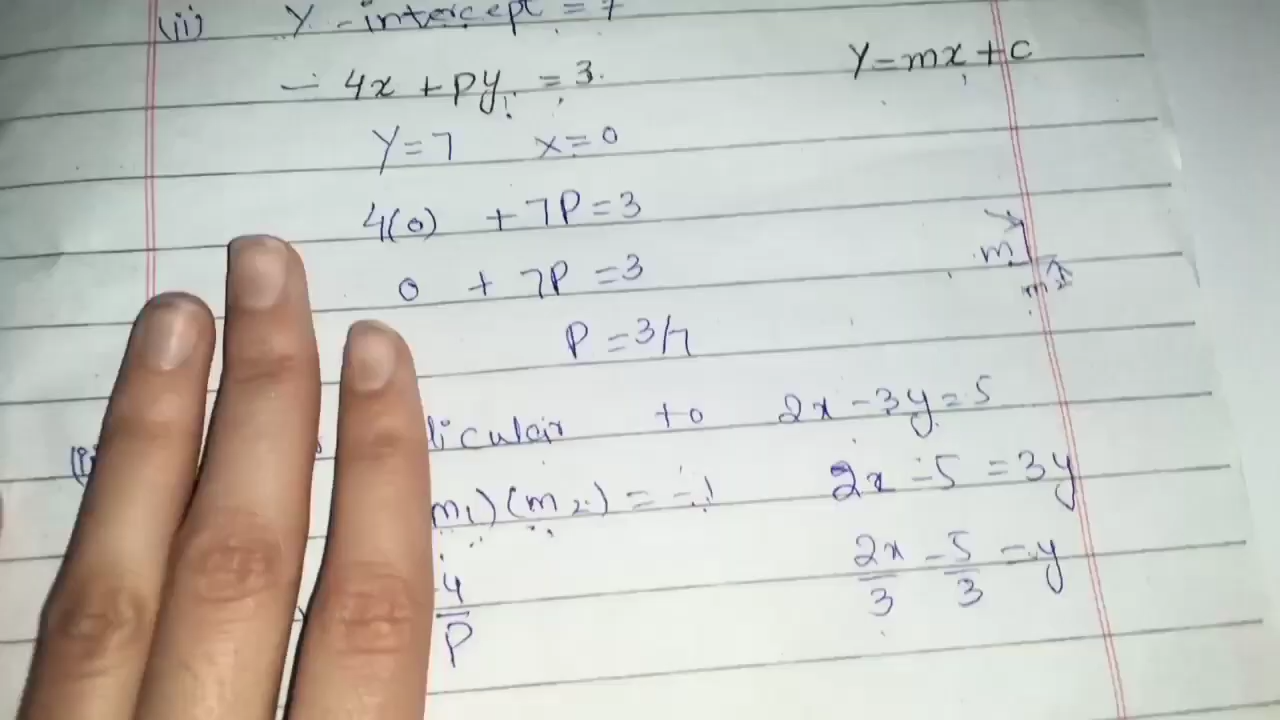 (ii) Y-intercept = 7
- 4x + py = 3
Y = mx + c
Y = 7 x = 0
4(0) + 7P = 3
0 + 7P = 3
m
P = 3/7
licular to 2x - 3y = 5
m₁)(m₂) = -1
2x - 5 = 3y
4/P
2x/3 - 5/3 = y